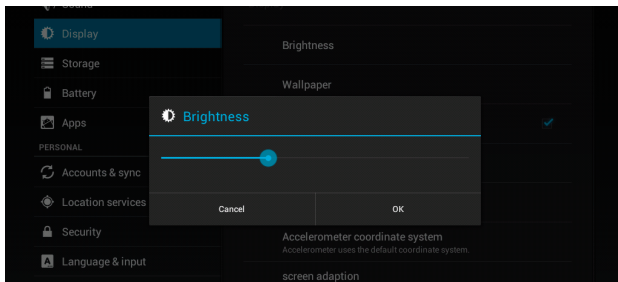 Sound
Display
Storage
Battery
Apps
PERSONAL
Accounts & sync
Location services
Security
Language & input
Brightness
Wallpaper
Brightness
Cancel
OK
Accelerometer coordinate system
Accelerometer uses the default coordinate system.
screen adaption